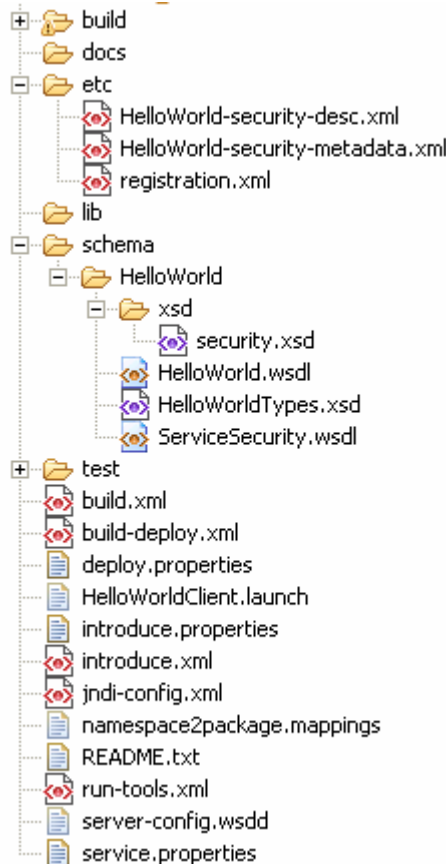 build
docs
etc
HelloWorld-security-desc.xml
HelloWorld-security-metadata.xml
registration.xml
lib
schema
HelloWorld
xsd
security.xsd
HelloWorld.wsdl
HelloWorldTypes.xsd
ServiceSecurity.wsdl
test
build.xml
build-deploy.xml
deploy.properties
HelloWorldClient.launch
introduce.properties
introduce.xml
jndi-config.xml
namespace2package.mappings
README.txt
run-tools.xml
server-config.wsdd
service.properties